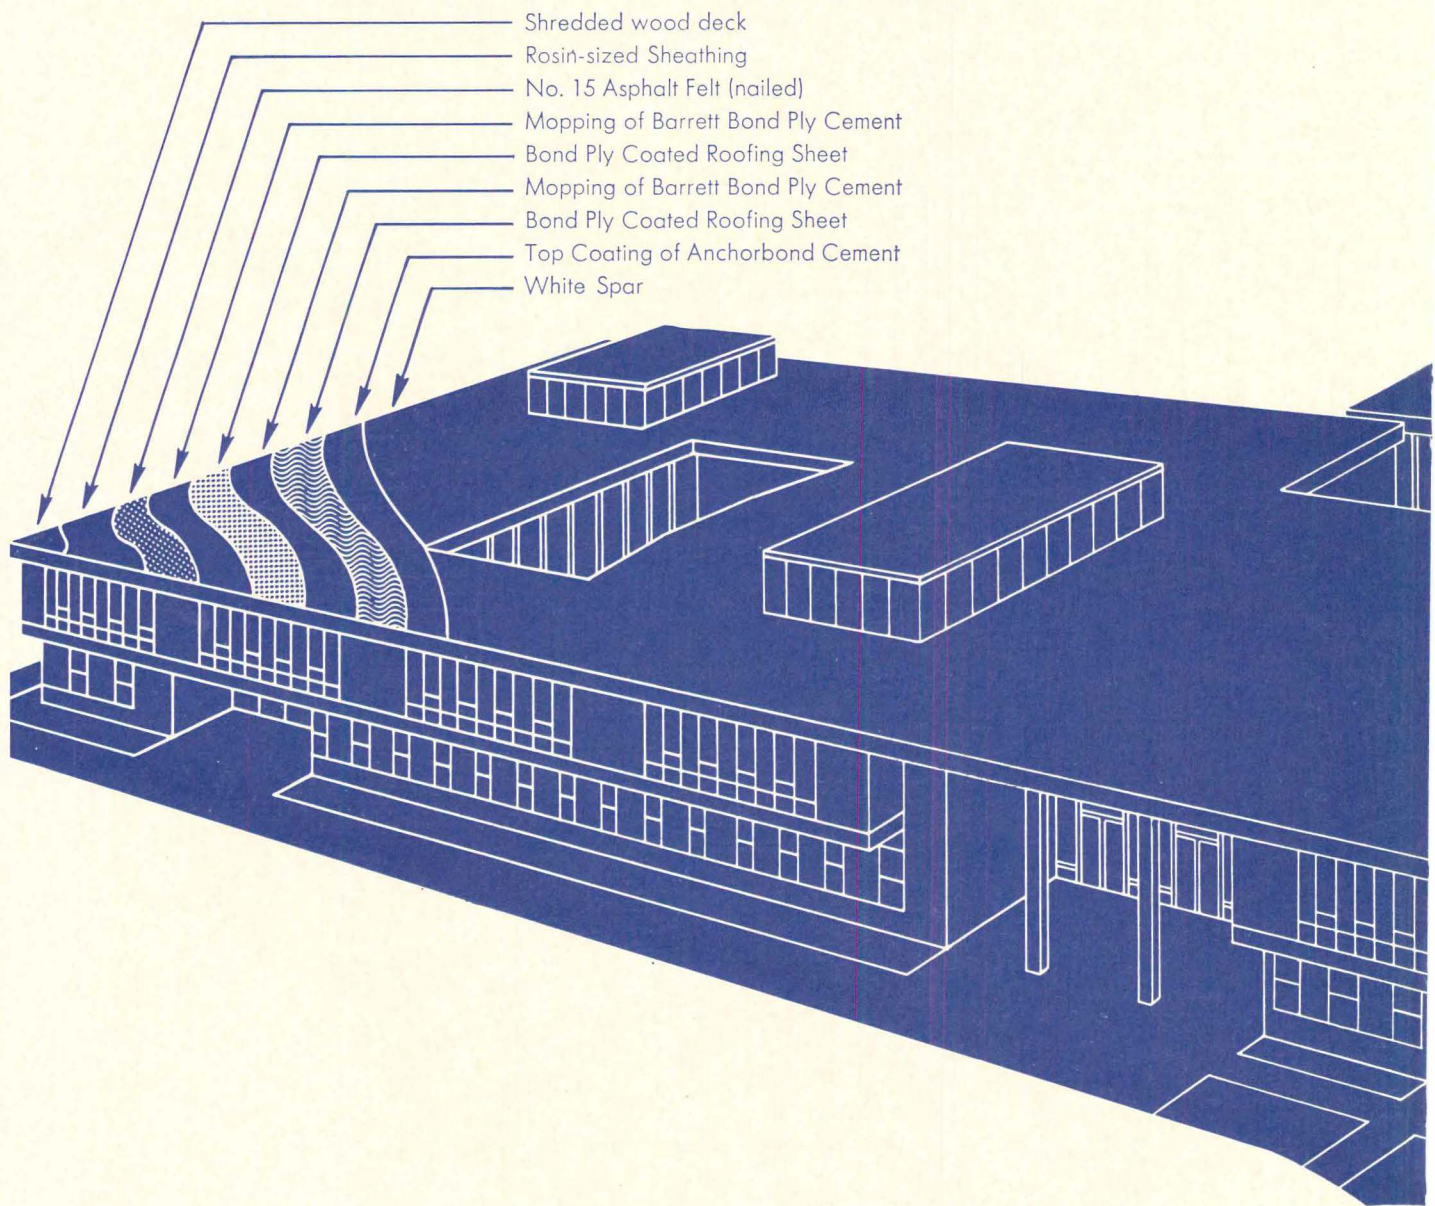 Shredded wood deck
Rosin-sized Sheathing
No. 15 Asphalt Felt (nailed)
Mopping of Barrett Bond Ply Cement
Bond Ply Coated Roofing Sheet
Mopping of Barrett Bond Ply Cement
Bond Ply Coated Roofing Sheet
Top Coating of Anchorbond Cement
White Spar